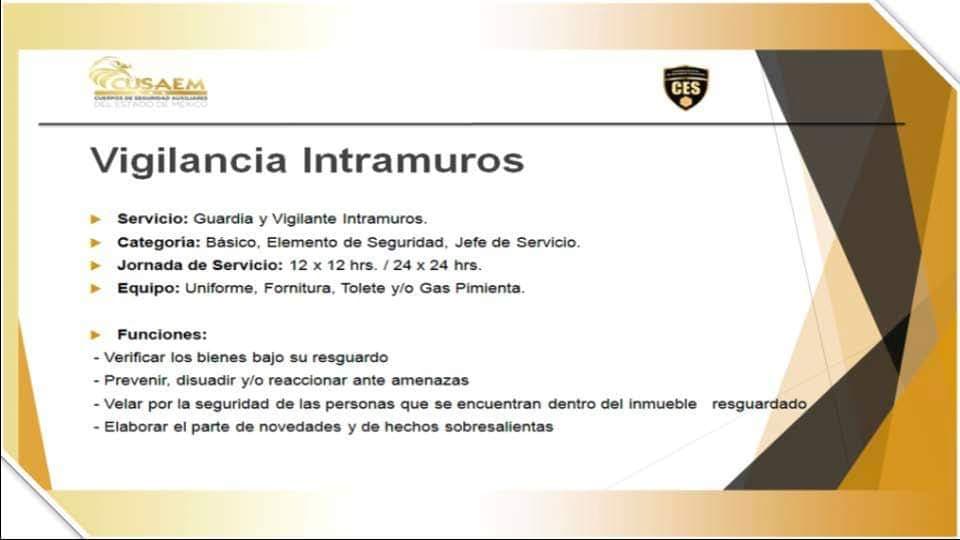 CUSAEM
CUERPOS DE SEGURIDAD AUXILIARES
DEL ESTADO DE MÉXICO
CES
Vigilancia Intramuros
Servicio: Guardia y Vigilante Intramuros.
Categoría: Básico, Elemento de Seguridad, Jefe de Servicio.
Jornada de Servicio: 12 x 12 hrs. / 24 x 24 hrs.
Equipo: Uniforme, Fornitura, Tolete y/o Gas Pimienta.
Funciones:
- Verificar los bienes bajo su resguardo
- Prevenir, disuadir y/o reaccionar ante amenazas
- Velar por la seguridad de las personas que se encuentran dentro del inmueble resguardado
- Elaborar el parte de novedades y de hechos sobresalientas